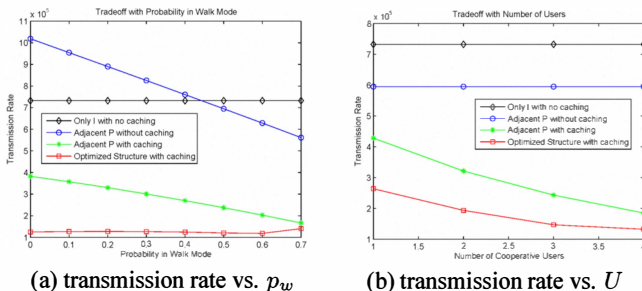 Tradeoff with Probability in Walk Mode
x 10⁵
11
10
9
8
7
6
5
4
3
2
1
Transmission Rate
Only I with no caching
Adjacent P without caching
Adjacent P with caching
Optimized Structure with caching
0 0.1 0.2 0.3 0.4 0.5 0.6 0.7
Probability in Walk Mode
(a) transmission rate vs. p_w
Tradeoff with Number of Users
x 10⁵
8
7
6
5
4
3
2
1
Transmission Rate
Only I with no caching
Adjacent P without caching
Adjacent P with caching
Optimized Structure with caching
1 1.5 2 2.5 3 3.5 4
Number of Cooperative Users
(b) transmission rate vs. U